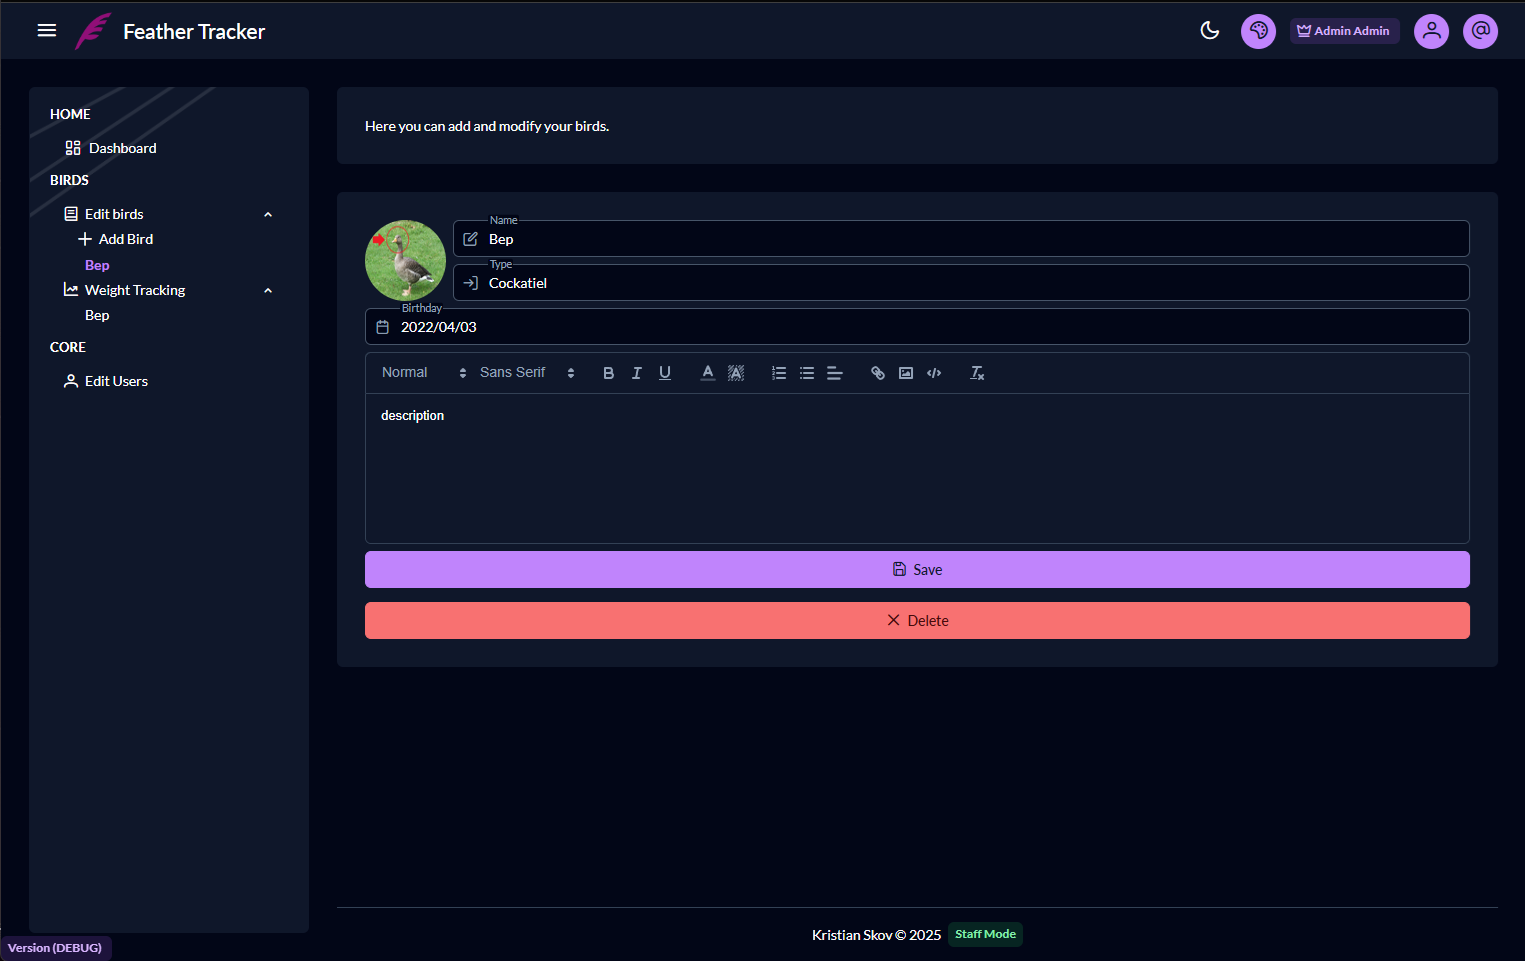 Feather Tracker
Admin Admin
HOME
Dashboard
BIRDS
Edit birds
Add Bird
Bep
Weight Tracking
Bep
CORE
Edit Users
Version (DEBUG)
Here you can add and modify your birds.
Name
Bep
Type
Cockatiel
Birthday
2022/04/03
Normal Sans Serif
description
Save
Delete
Kristian Skov © 2025 Staff Mode